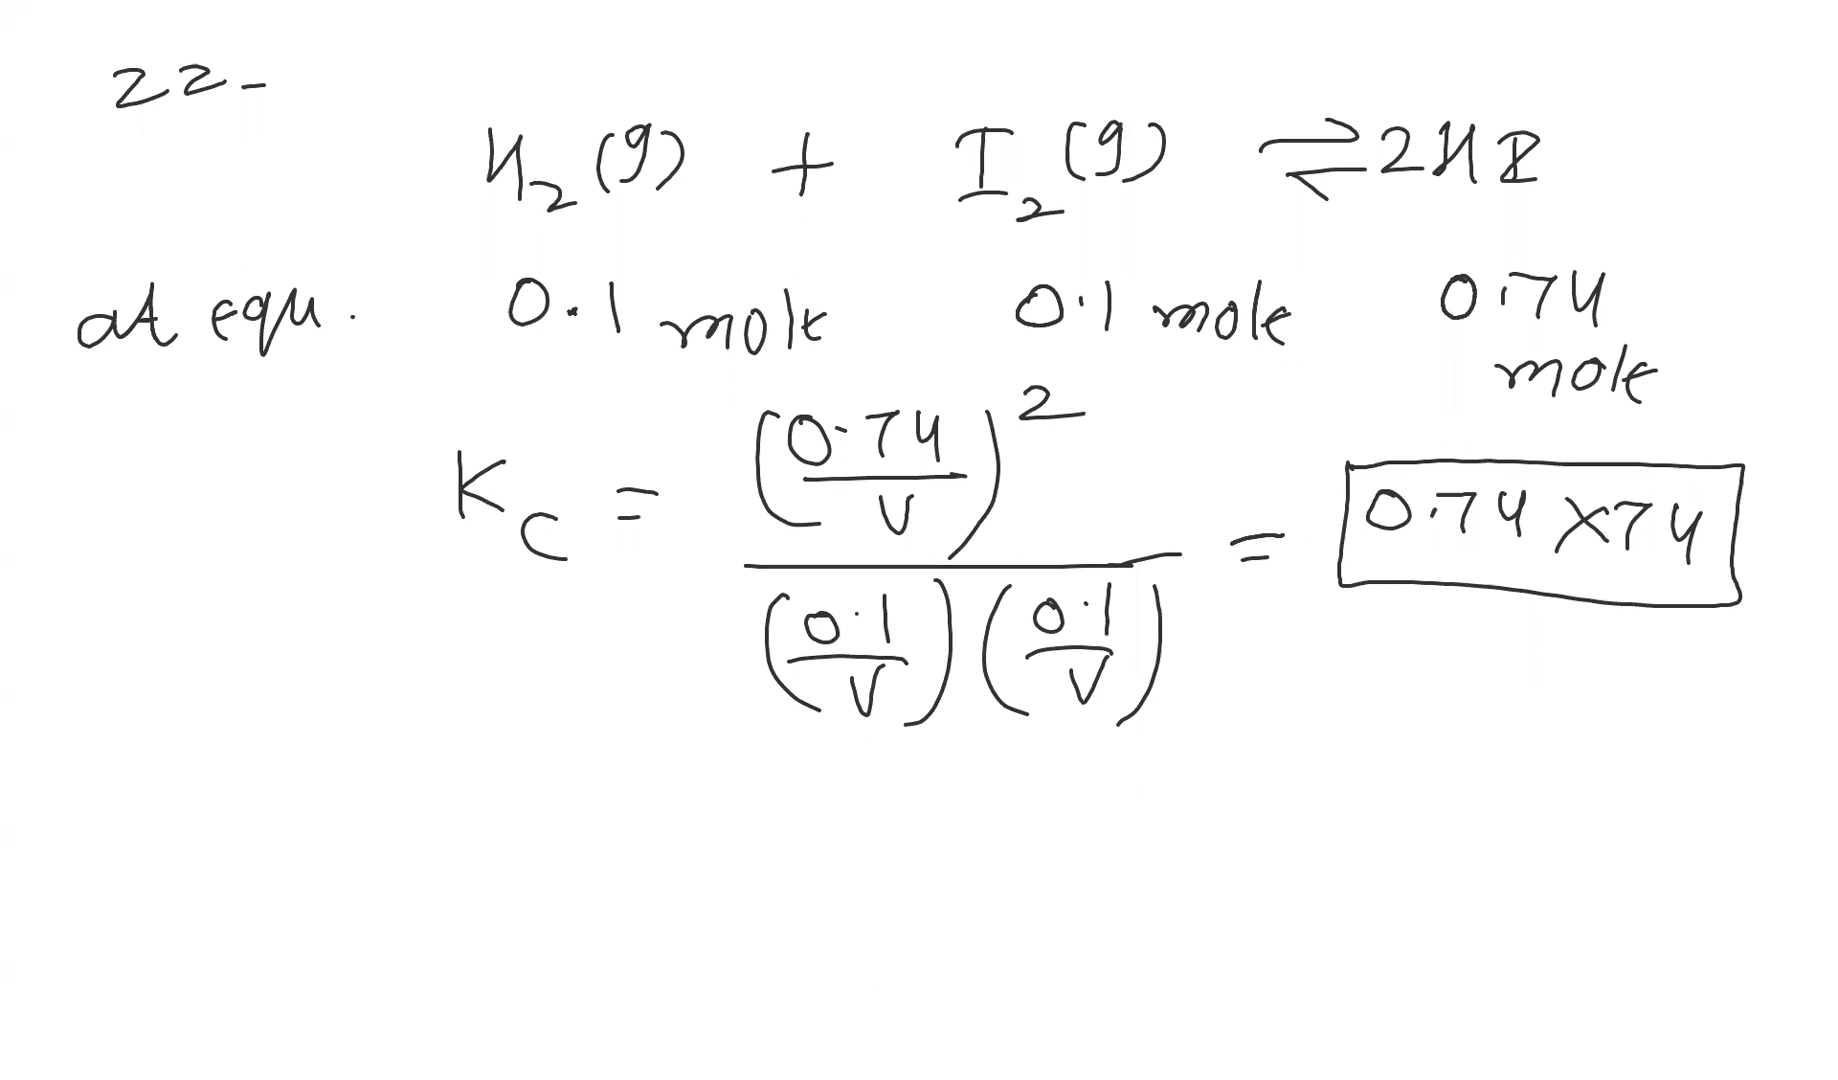 22-
H₂(g) + I₂(g) ⇌ 2HI
at equ. 0.1 mole 0.1 mole 0.74 mole
K_C = (0.74/V)² / (0.1/V)(0.1/V) = 0.74×74